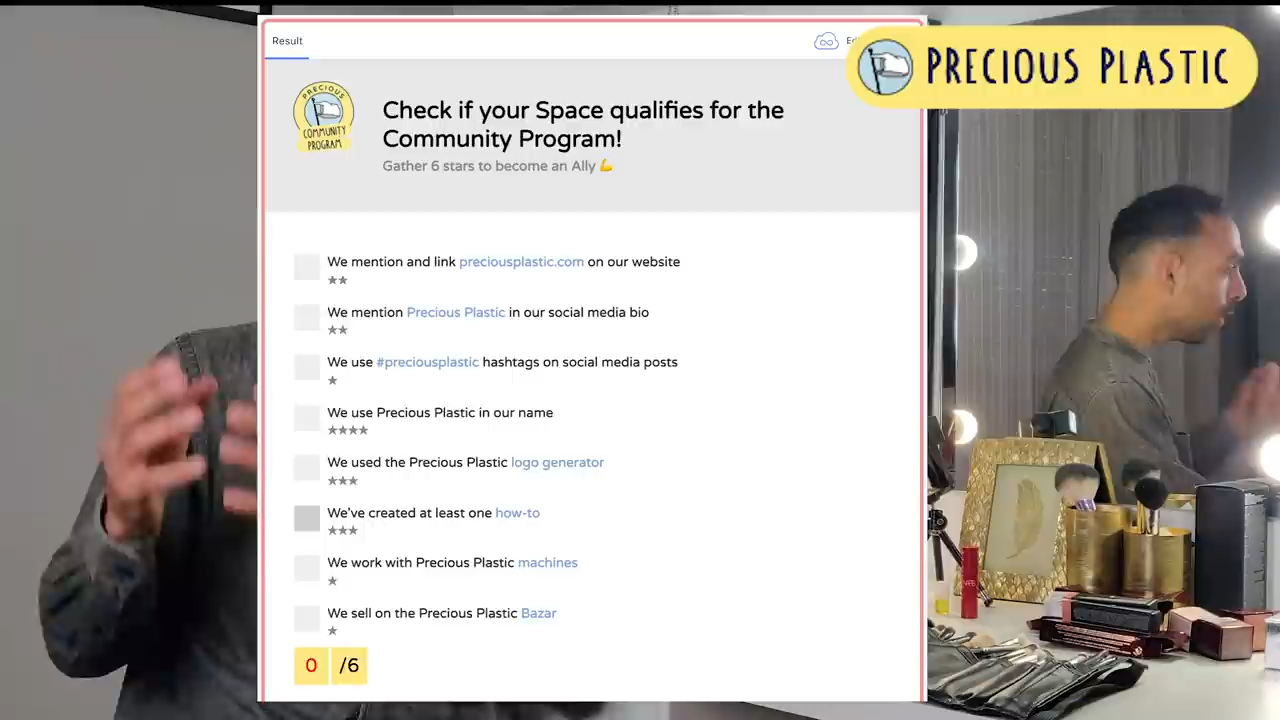 Result
PRECIOUS PLASTIC
PRECIOUS
COMMUNITY
PROGRAM
Check if your Space qualifies for the
Community Program!
Gather 6 stars to become an Ally 💪
We mention and link preciousplastic.com on our website
★★
We mention Precious Plastic in our social media bio
★★
We use #preciousplastic hashtags on social media posts
★
We use Precious Plastic in our name
★★★★
We used the Precious Plastic logo generator
★★★
We've created at least one how-to
★★★
We work with Precious Plastic machines
★
We sell on the Precious Plastic Bazar
★
0 /6